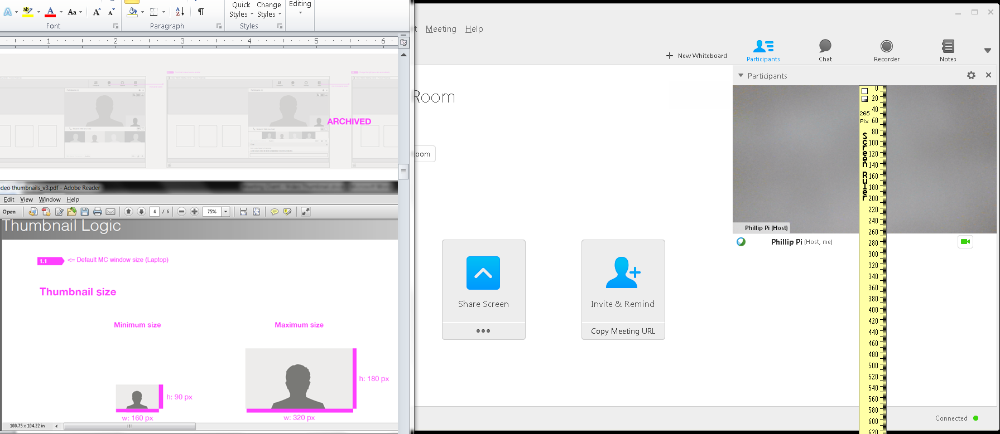 Aa
A
A
Quick
Styles
Change
Styles
Editing
Font
Paragraph
Styles
1
2
3
4
5
6
ARCHIVED
deo thumbnails_v3.pdf - Adobe Reader
Edit View Window Help
Open
4 / 6
75%
Thumbnail Logic
1.1 <= Default MC window size (Laptop)
Thumbnail size
Minimum size
Maximum size
h: 180 px
h: 90 px
w: 160 px
w: 320 px
100.75 x 104.22 in
t Meeting Help
New Whiteboard
Participants
Chat
Recorder
Notes
Participants
Room
oom
Share Screen
Invite & Remind
Copy Meeting URL
Phillip Pi (Host)
Phillip Pi (Host, me)
265
Pix
Screen Ruler
0
20
40
60
80
100
120
140
160
180
200
220
240
260
280
300
320
340
360
380
400
420
440
460
480
500
520
540
560
580
600
620
Connected